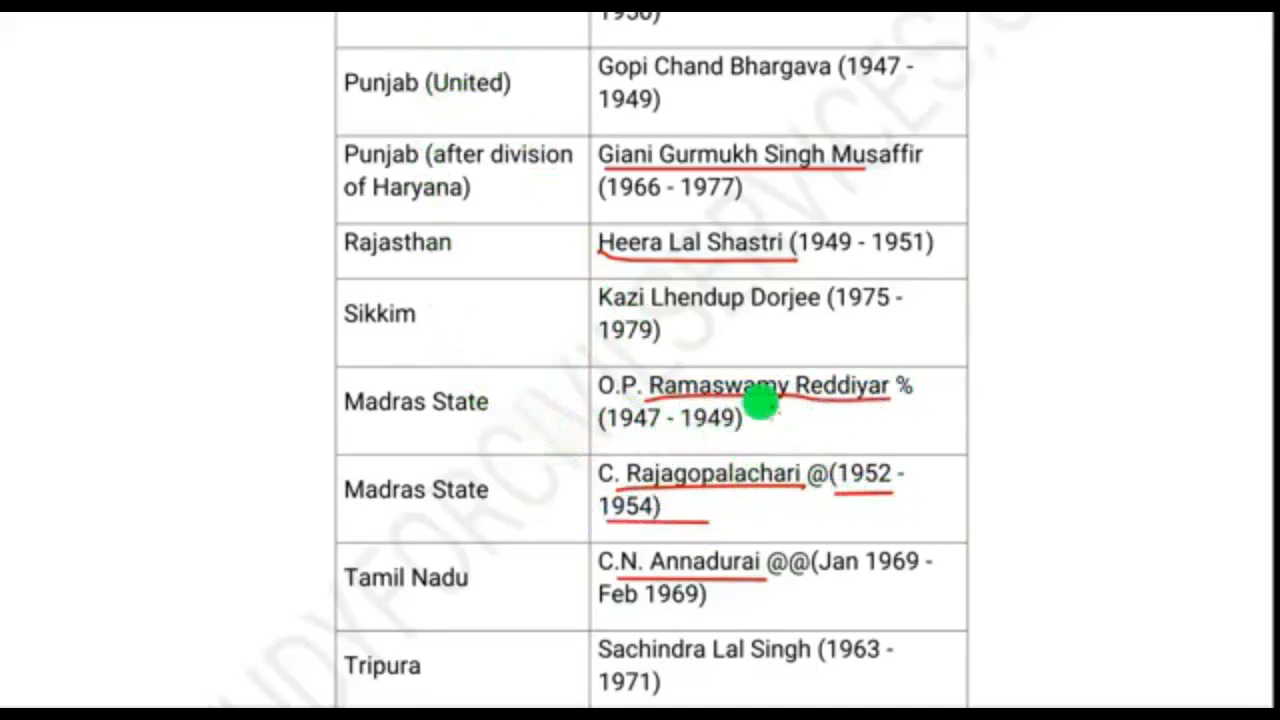 1950)
Punjab (United)
Gopi Chand Bhargava (1947 -
1949)
Punjab (after division
of Haryana)
Giani Gurmukh Singh Musaffir
(1966 - 1977)
Rajasthan
Heera Lal Shastri (1949 - 1951)
Sikkim
Kazi Lhendup Dorjee (1975 -
1979)
Madras State
O.P. Ramaswamy Reddiyar %
(1947 - 1949)
Madras State
C. Rajagopalachari @(1952 -
1954)
Tamil Nadu
C.N. Annadurai @@(Jan 1969 -
Feb 1969)
Tripura
Sachindra Lal Singh (1963 -
1971)